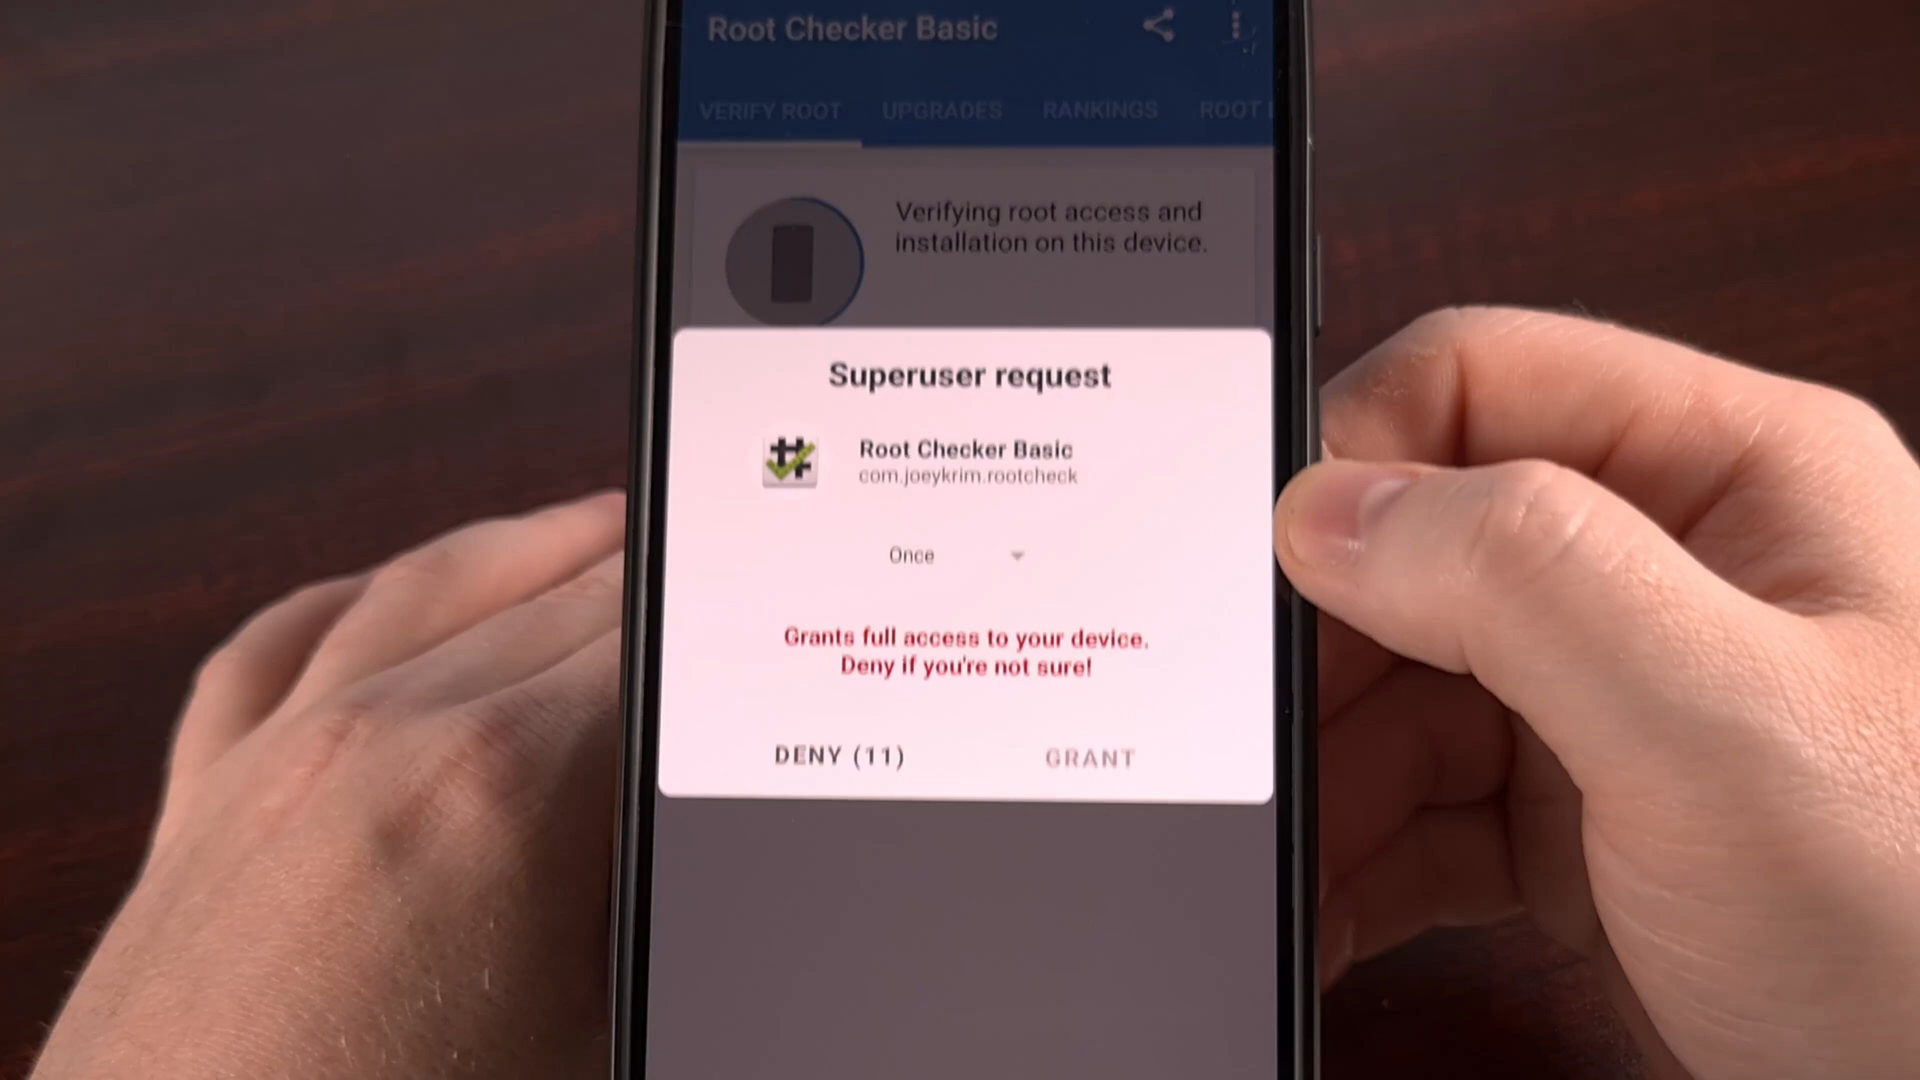 Root Checker Basic
VERIFY ROOT UPGRADES RANKINGS ROOT
Verifying root access and
installation on this device.
Superuser request
Root Checker Basic
com.joeykrim.rootcheck
Once
Grants full access to your device.
Deny if you're not sure!
DENY (11) GRANT